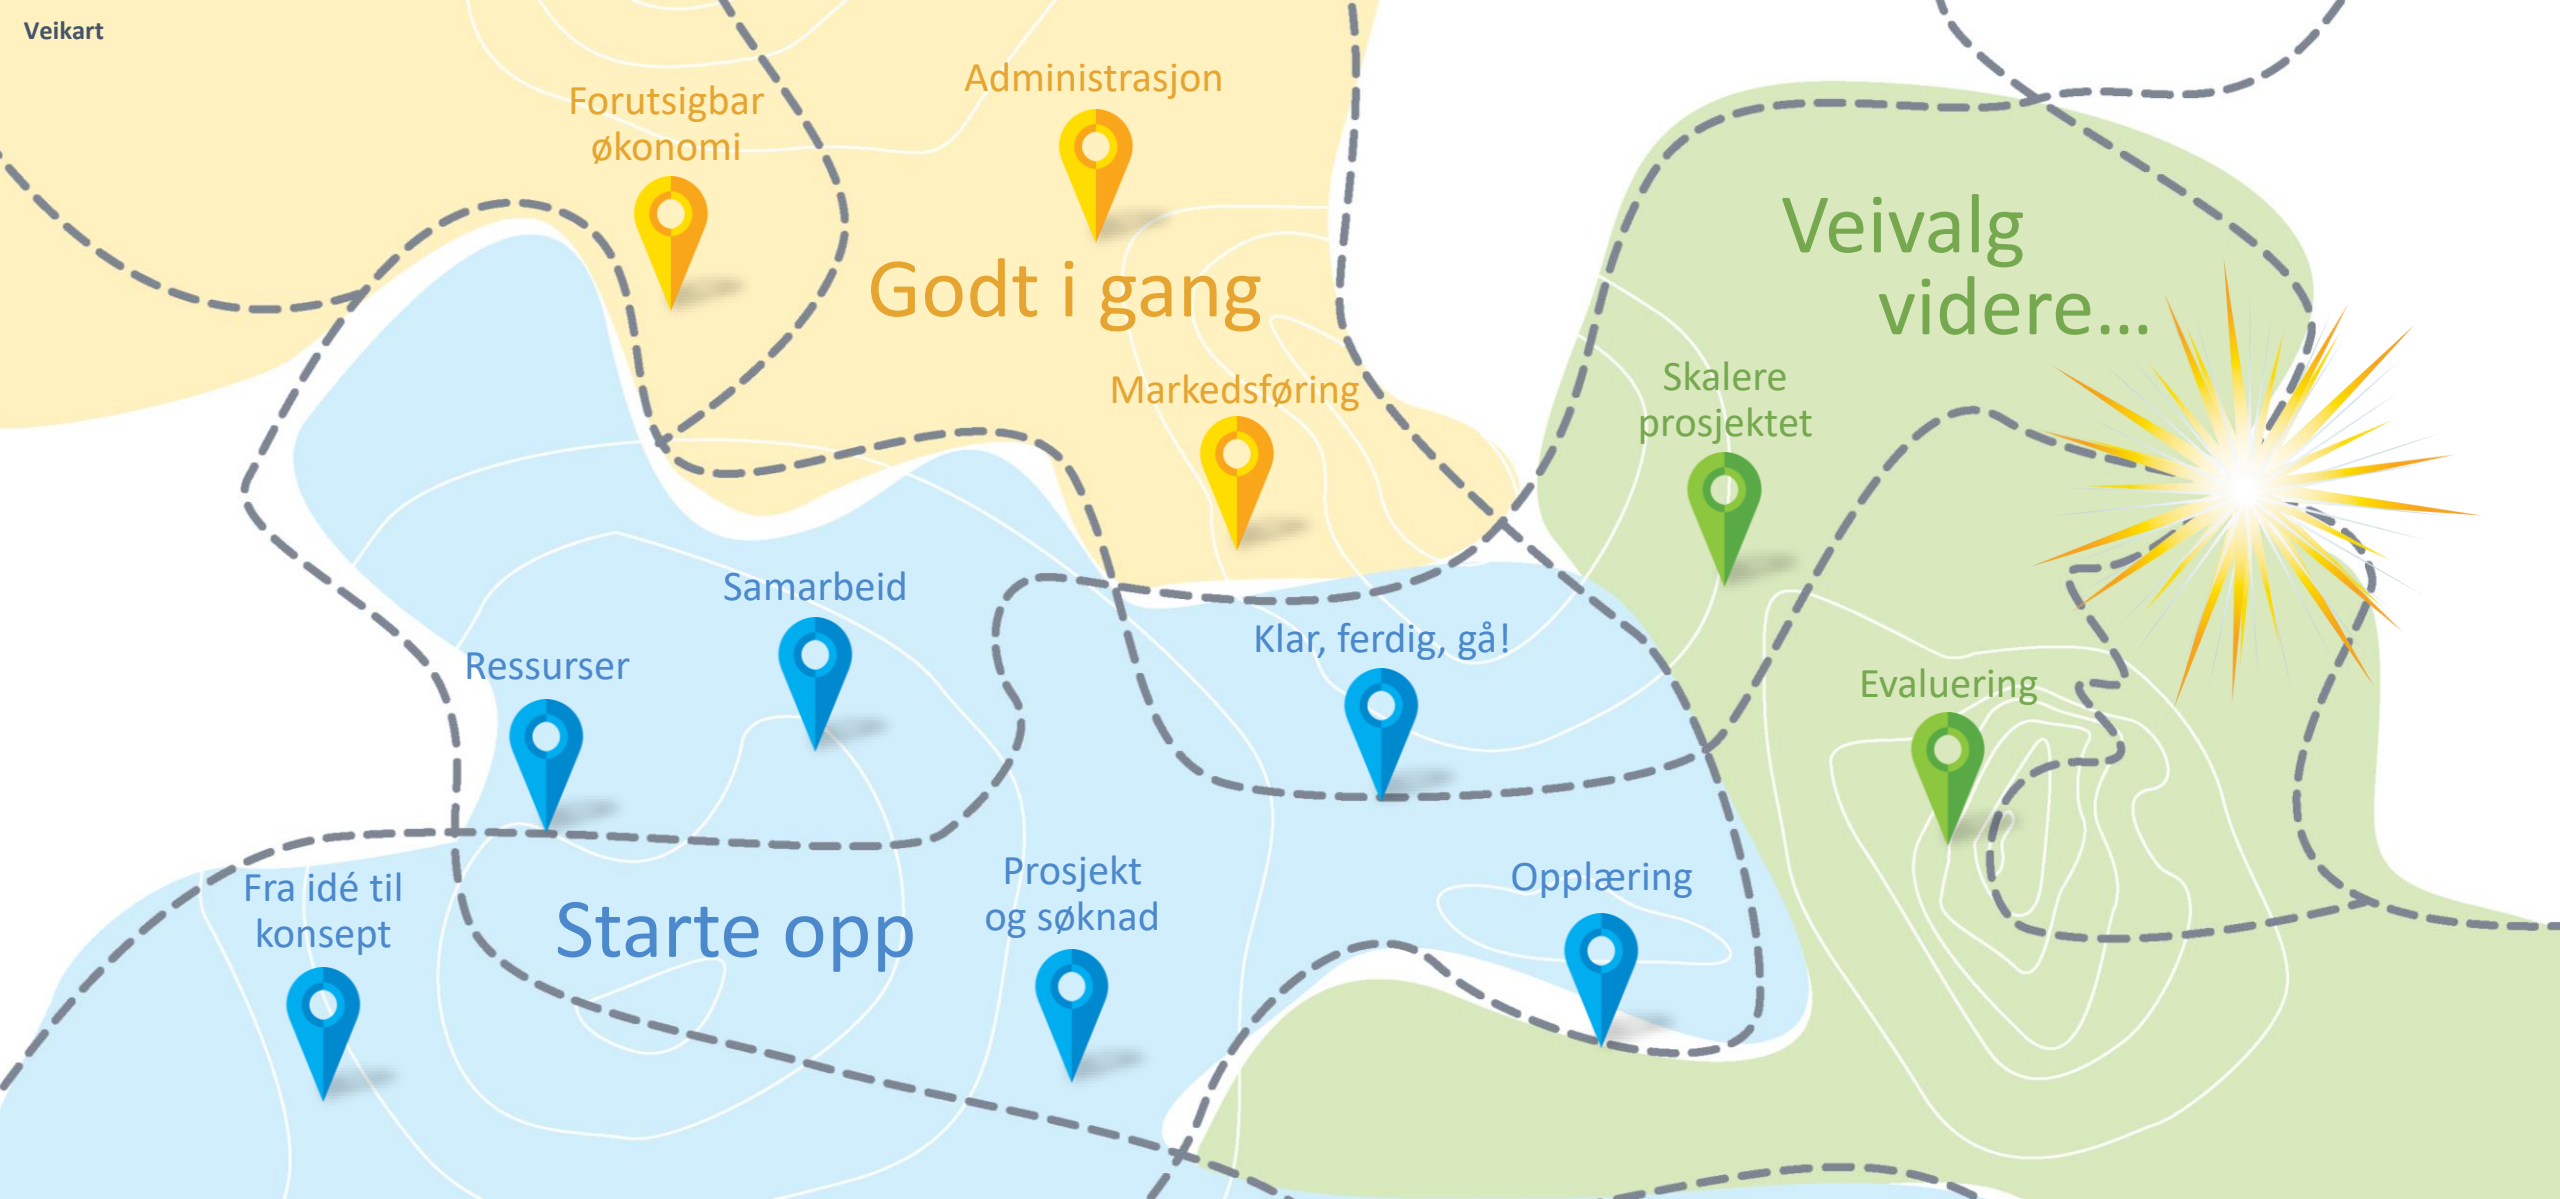 Veikart
Forutsigbar
økonomi
Administrasjon
Godt i gang
Markedsføring
Veivalg
videre...
Skalere
prosjektet
Evaluering
Samarbeid
Ressurser
Klar, ferdig, gå!
Fra idé til
konsept
Starte opp
Prosjekt
og søknad
Opplæring